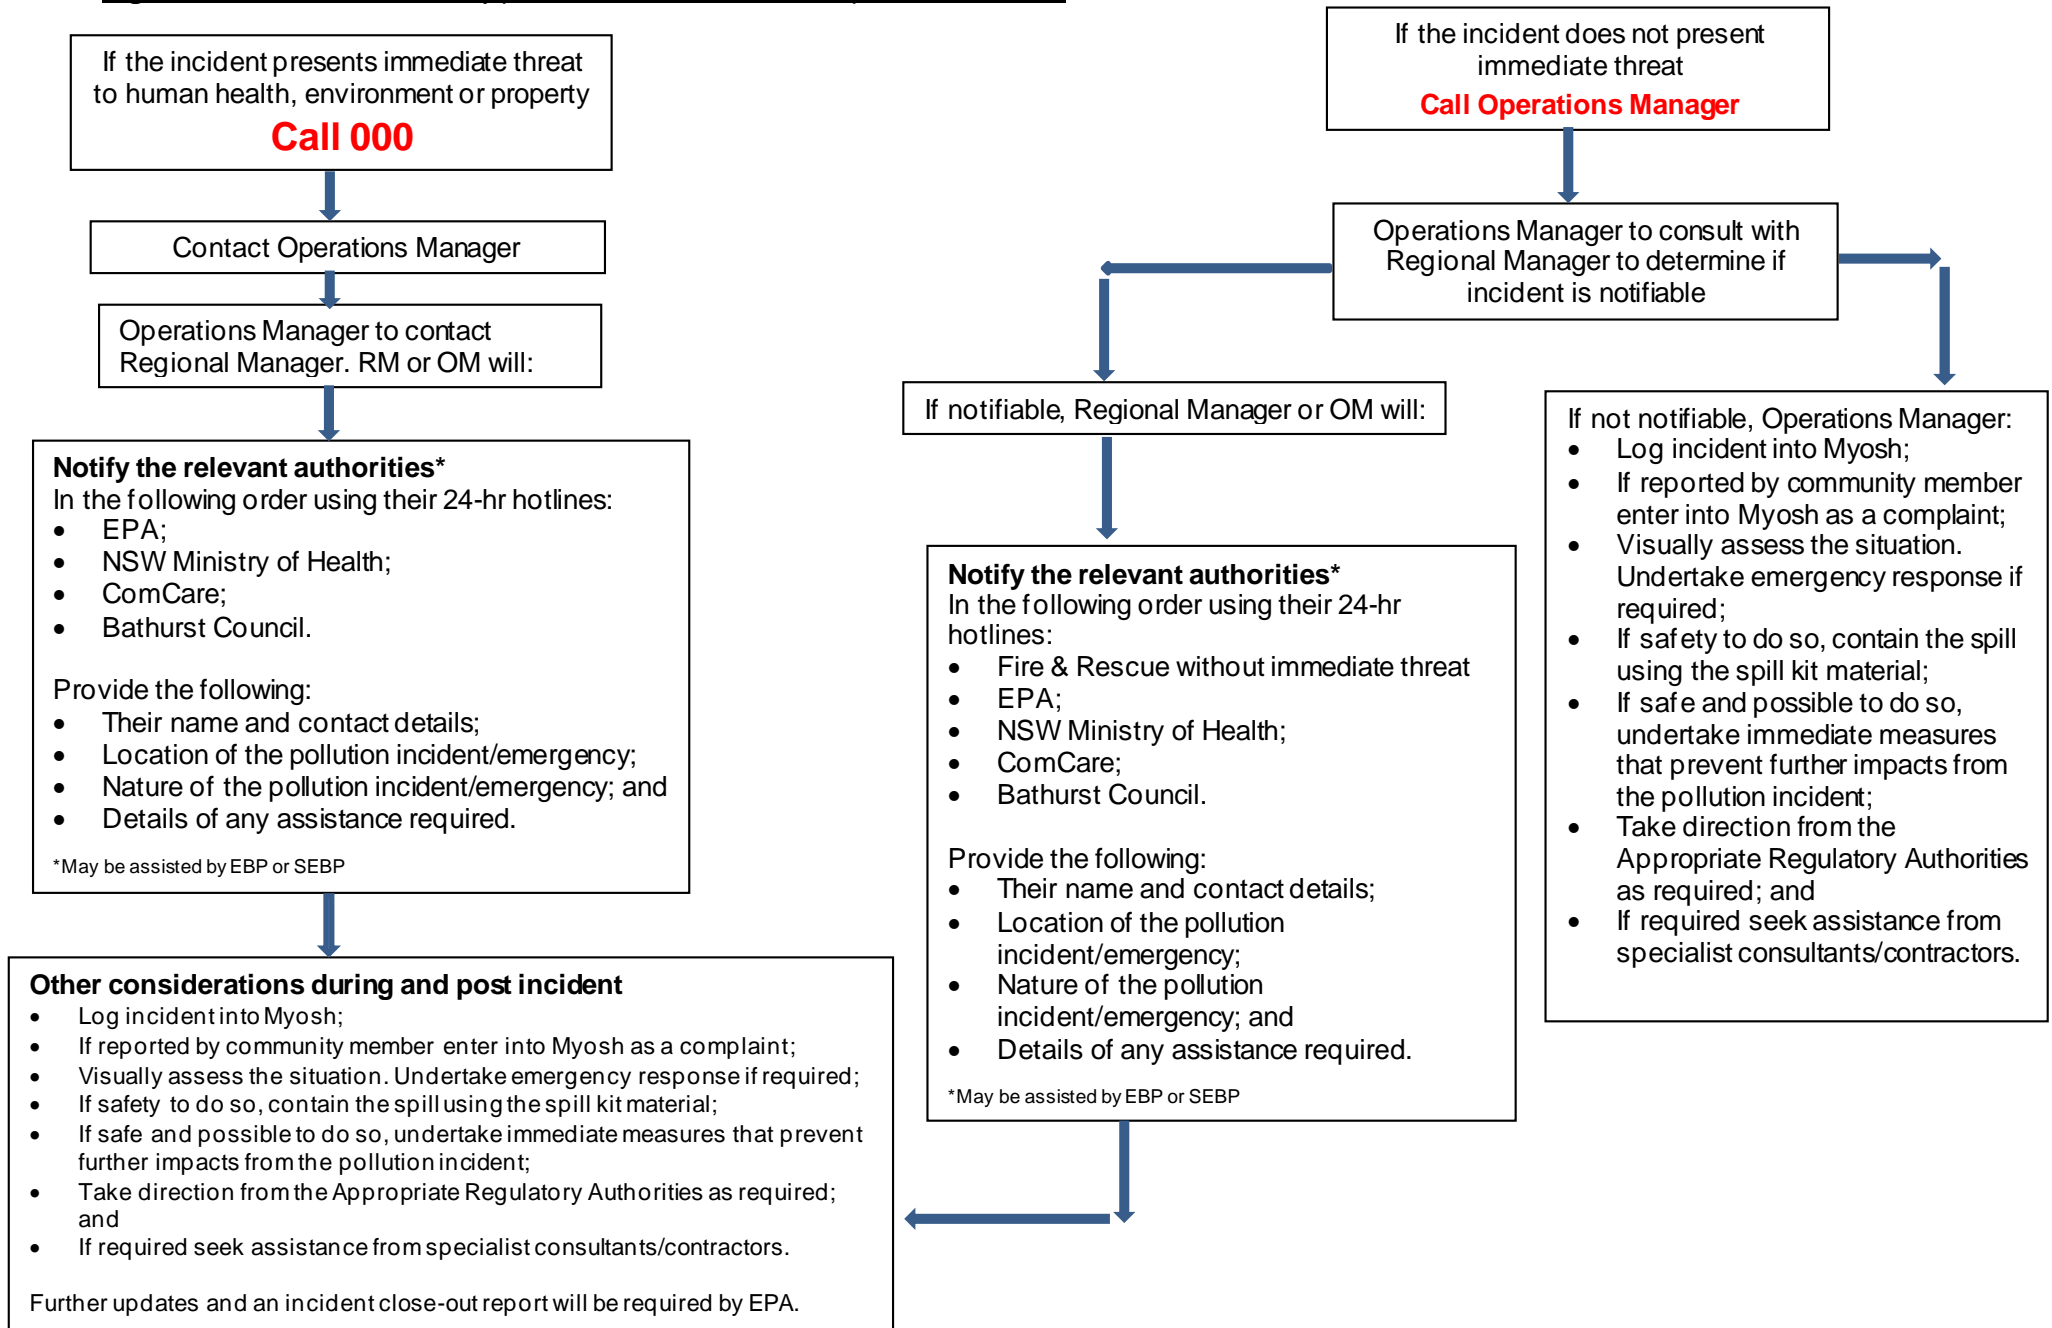 If the incident presents immediate threat
to human health, environment or property
Call 000
Contact Operations Manager
Operations Manager to contact
Regional Manager. RM or OM will:
Notify the relevant authorities*
In the following order using their 24-hr hotlines:
• EPA;
• NSW Ministry of Health;
• ComCare;
• Bathurst Council.
Provide the following:
• Their name and contact details;
• Location of the pollution incident/emergency;
• Nature of the pollution incident/emergency; and
• Details of any assistance required.
*May be assisted by EBP or SEBP
Other considerations during and post incident
• Log incident into Myosh;
• If reported by community member enter into Myosh as a complaint;
• Visually assess the situation. Undertake emergency response if required;
• If safety to do so, contain the spill using the spill kit material;
• If safe and possible to do so, undertake immediate measures that prevent
further impacts from the pollution incident;
• Take direction from the Appropriate Regulatory Authorities as required;
and
• If required seek assistance from specialist consultants/contractors.
Further updates and an incident close-out report will be required by EPA.
If the incident does not present
immediate threat
Call Operations Manager
Operations Manager to consult with
Regional Manager to determine if
incident is notifiable
If notifiable, Regional Manager or OM will:
Notify the relevant authorities*
In the following order using their 24-hr
hotlines:
• Fire & Rescue without immediate threat
• EPA;
• NSW Ministry of Health;
• ComCare;
• Bathurst Council.
Provide the following:
• Their name and contact details;
• Location of the pollution
incident/emergency;
• Nature of the pollution
incident/emergency; and
• Details of any assistance required.
*May be assisted by EBP or SEBP
If not notifiable, Operations Manager:
• Log incident into Myosh;
• If reported by community member
enter into Myosh as a complaint;
• Visually assess the situation.
Undertake emergency response if
required;
• If safety to do so, contain the spill
using the spill kit material;
• If safe and possible to do so,
undertake immediate measures
that prevent further impacts from
the pollution incident;
• Take direction from the
Appropriate Regulatory Authorities
as required; and
• If required seek assistance from
specialist consultants/contractors.